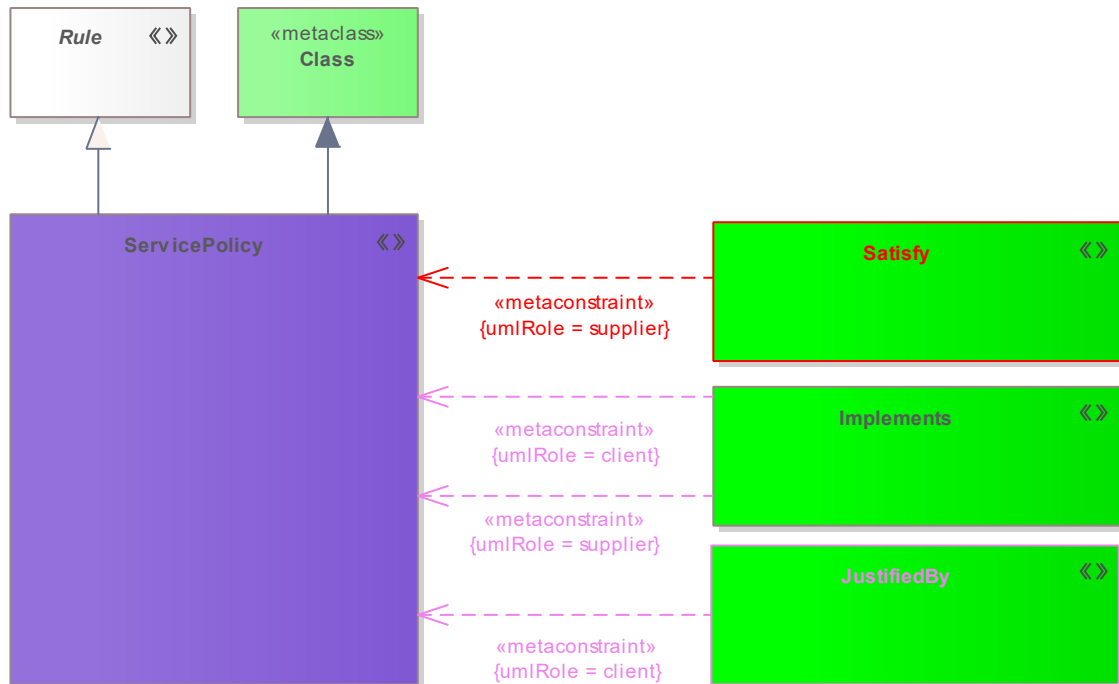 Rule
«»
«metaclass»
Class
ServicePolicy
«»
Satisfy
«»
«metaconstraint»
{umlRole = supplier}
Implements
«»
«metaconstraint»
{umlRole = client}
«metaconstraint»
{umlRole = supplier}
JustifiedBy
«»
«metaconstraint»
{umlRole = client}